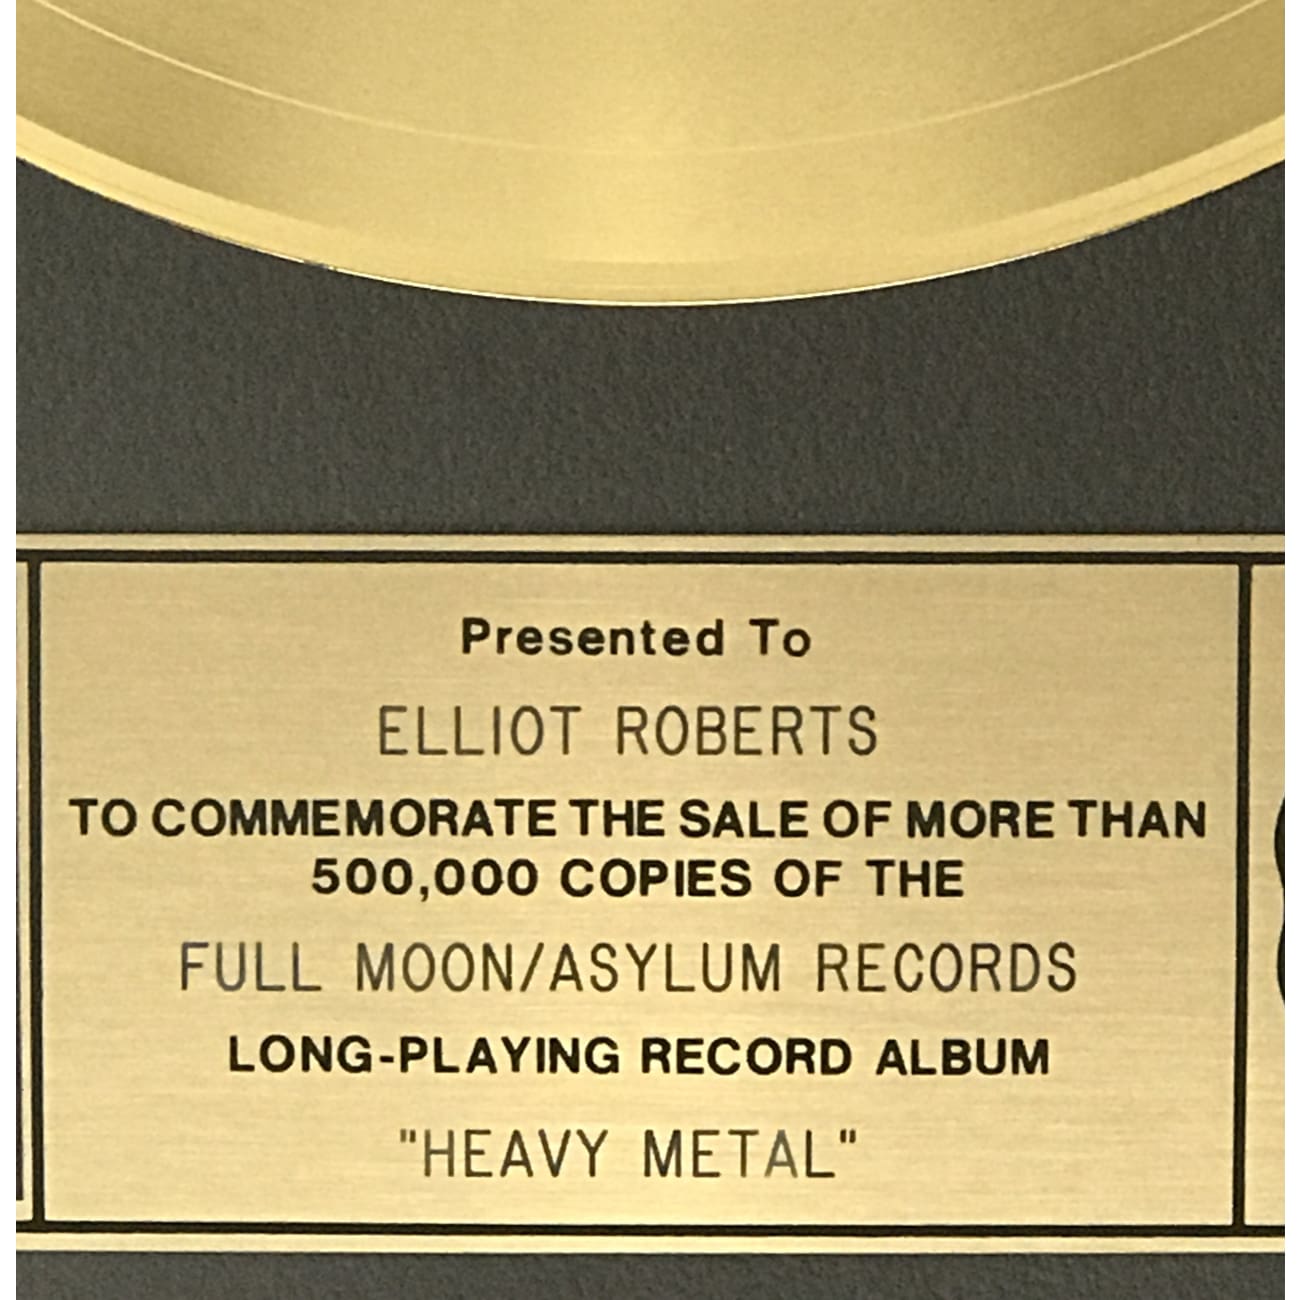 Presented To
ELLIOT ROBERTS
TO COMMEMORATE THE SALE OF MORE THAN
500,000 COPIES OF THE
FULL MOON/ASYLUM RECORDS
LONG-PLAYING RECORD ALBUM
"HEAVY METAL"